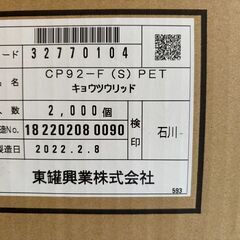 ード 32770104
名 CP92-F(S)PET
キョウツウリッド
入数 2,000個
造No. 18220208 0090 検印 石川
製造日 2022.2.8
東罐興業株式会社
593